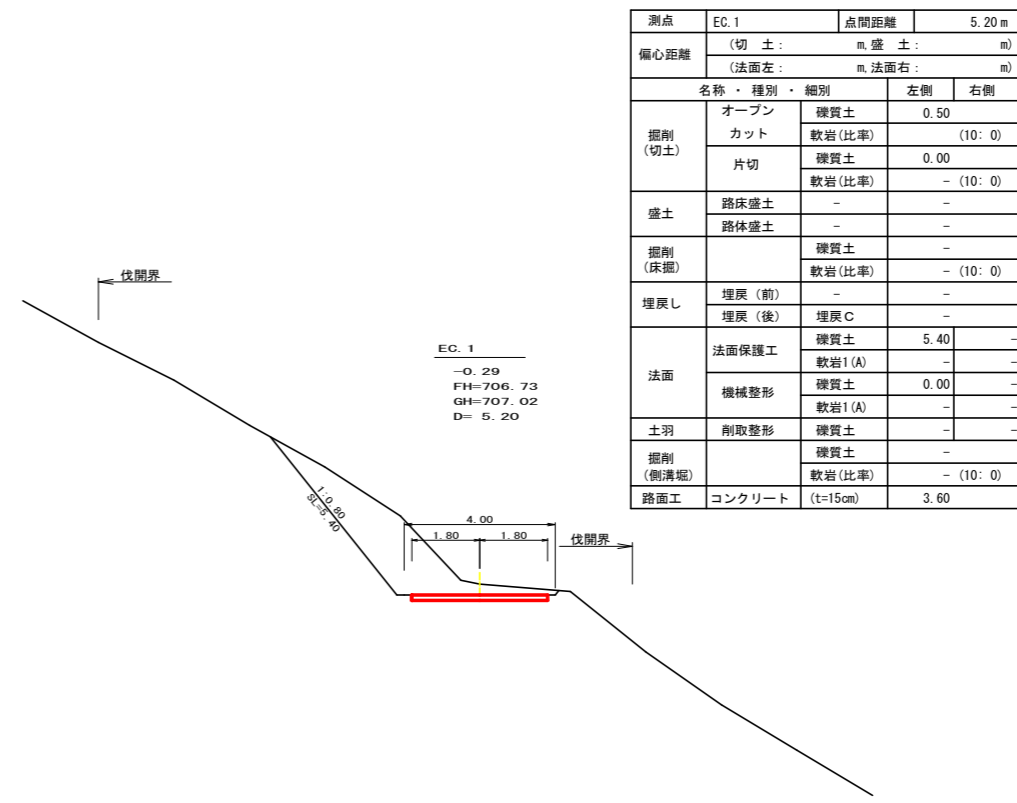 測点 EC.1 点間距離 5.20 m
偏心距離 (切 土: m,盛 土: m)
(法面左: m,法面右: m)
名称 ・ 種別 ・ 細別 左側 右側
掘削
(切土)
オープン
カット
礫質土 0.50
軟岩(比率) (10: 0)
片切 礫質土 0.00
軟岩(比率) - (10: 0)
盛土 路床盛土 - -
路体盛土 - -
掘削
(床掘)
礫質土 -
軟岩(比率) - (10: 0)
埋戻し 埋戻(前) - -
埋戻(後) 埋戻C -
法面 法面保護工 礫質土 5.40 -
軟岩1(A) - -
機械整形 礫質土 0.00 -
軟岩1(A) - -
土羽 削取整形 礫質土 - -
掘削
(側溝堀)
礫質土 -
軟岩(比率) - (10: 0)
路面工 コンクリート (t=15cm) 3.60
伐開界
EC. 1
-0. 29
FH=706. 73
GH=707. 02
D= 5. 20
1:0.80
SL=5.40
4.00
1.80 1.80
伐開界